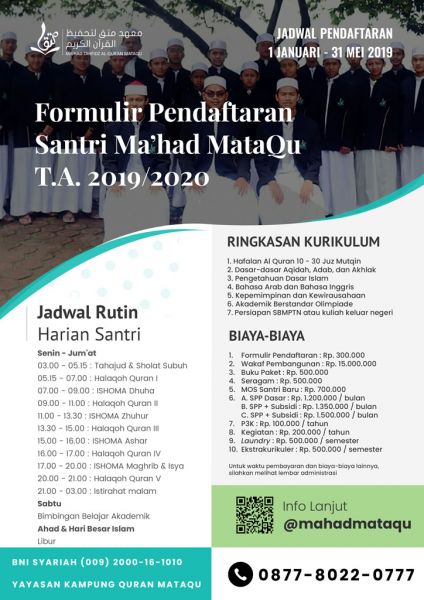 معهد متق لتحفيظ
القرآن الكريم
MA'HAD TAHFIDZ AL-QUR'AN MATAQU
JADWAL PENDAFTARAN
1 JANUARI - 31 MEI 2019
Formulir Pendaftaran
Santri Ma'had MataQu
T.A. 2019/2020
Jadwal Rutin
Harian Santri
Senin - Jum'at
03.00 - 05.15 : Tahajud & Sholat Subuh
05.15 - 07.00 : Halaqoh Quran I
07.00 - 09.00 : ISHOMA Dhuha
09.00 - 11.00 : Halaqoh Quran II
11.00 - 13.30 : ISHOMA Zhuhur
13.30 - 15.00 : Halaqoh Quran III
15.00 - 16.00 : ISHOMA Ashar
16.00 - 17.00 : Halaqoh Quran IV
17.00 - 20.00 : ISHOMA Maghrib & Isya
20.00 - 21.00 : Halaqoh Quran V
21.00 - 03.00 : Istirahat malam
Sabtu
Bimbingan Belajar Akademik
Ahad & Hari Besar Islam
Libur
RINGKASAN KURIKULUM
1. Hafalan Al Quran 10 - 30 Juz Mutqin
2. Dasar-dasar Aqidah, Adab, dan Akhlak
3. Pengetahuan Dasar Islam
4. Bahasa Arab dan Bahasa Inggris
5. Kepemimpinan dan Kewirausahaan
6. Akademik Berstandar Olimpiade
7. Persiapan SBMPTN atau kuliah keluar negeri
BIAYA-BIAYA
1. Formulir Pendaftaran : Rp. 300.000
2. Wakaf Pembangunan : Rp. 15.000.000
3. Buku Paket : Rp. 500.000
4. Seragam : Rp. 500.000
5. MOS Santri Baru : Rp. 700.000
6. A. SPP Dasar : Rp. 1.200.000 / bulan
B. SPP + Subsidi : Rp. 1.350.000 / bulan
C. SPP + Subsidi : Rp. 1.500.000 / bulan
7. P3K : Rp. 100.000 / tahun
8. Kegiatan : Rp. 200.000 / tahun
9. Laundry : Rp. 500.000 / semester
10. Ekstrakurikuler : Rp. 500.000 / semester
Untuk waktu pembayaran dan biaya-biaya lainnya,
silahkan melihat lembar administrasi
Info Lanjut
@mahadmataqu
BNI SYARIAH (009) 2000-16-1010
YAYASAN KAMPUNG QURAN MATAQU
0877-8022-0777